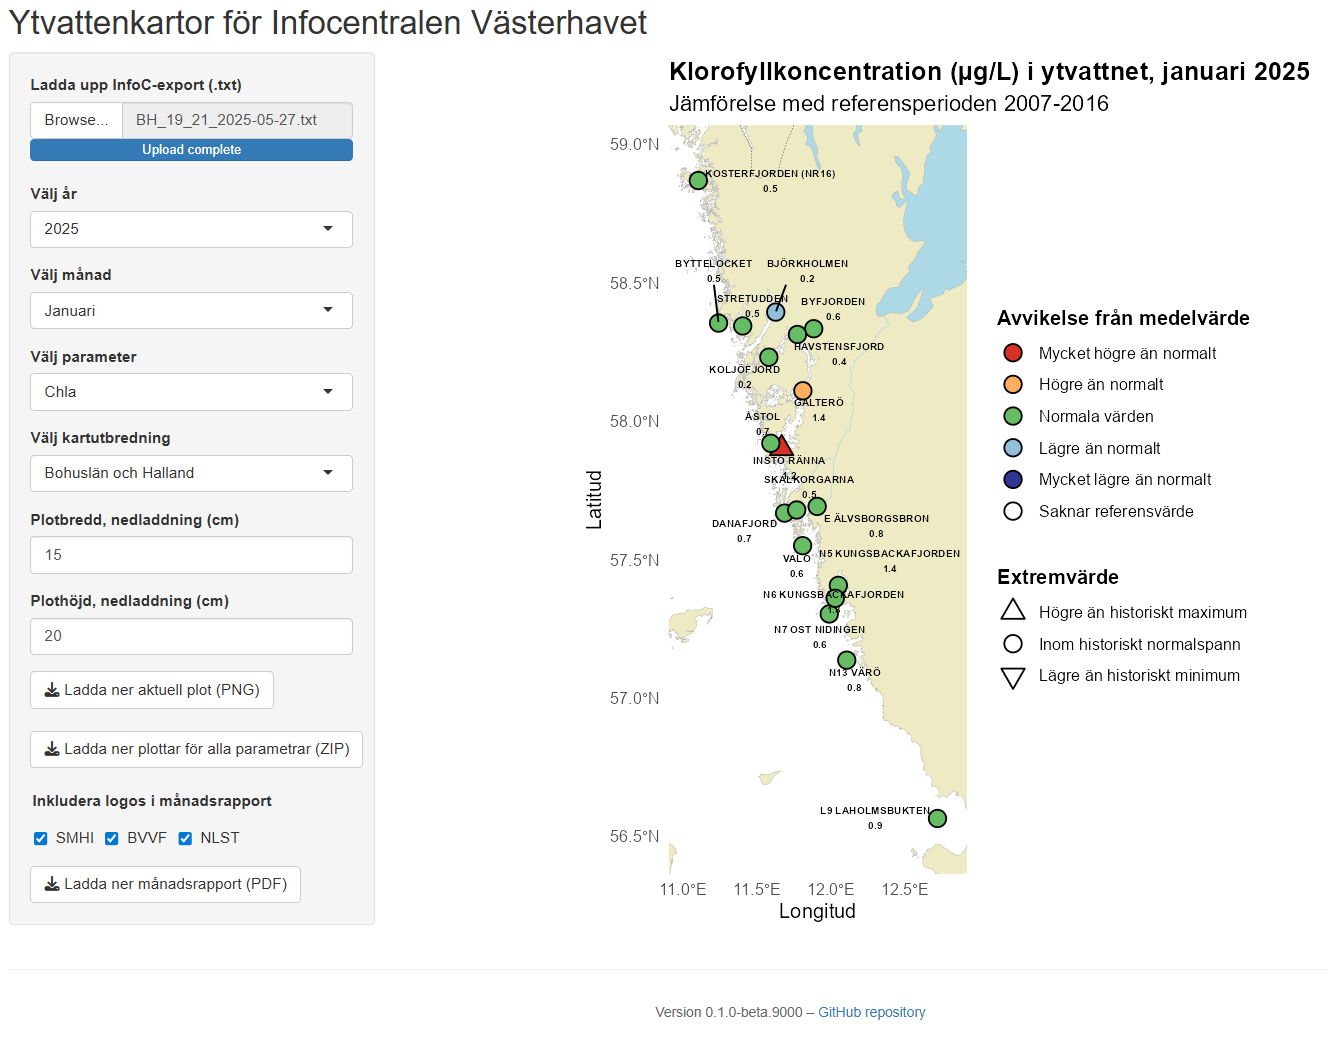 Ytvattenkartor för Infocentralen Västerhavet
Ladda upp InfoC-export (.txt)
Browse...
BH_19_21_2025-05-27.txt
Upload complete
Välj år
2025
Välj månad
Januari
Välj parameter
Chla
Välj kartutbredning
Bohuslän och Halland
Plotbredd, nedladdning (cm)
15
Plothöjd, nedladdning (cm)
20
Ladda ner aktuell plot (PNG)
Ladda ner plottar för alla parametrar (ZIP)
Inkludera logos i månadsrapport
SMHI
BVVF
NLST
Ladda ner månadsrapport (PDF)
Klorofyllkoncentration (µg/L) i ytvattnet, januari 2025
Jämförelse med referensperioden 2007-2016
59.0°N
58.5°N
58.0°N
57.5°N
57.0°N
56.5°N
Latitud
KOSTERFJORDEN (NR16)
0.5
BYTTELOCKET
0.5
BJÖRKHOLMEN
0.2
STRETUDDEN
0.5
BYFJORDEN
0.6
HAVSTENSFJORD
0.4
KOLJÖFJORD
0.2
GALTERÖ
1.4
ÅSTOL
0.7
INSTÖ RÄNNA
1.2
SKALKORGARNA
0.5
DANAFJORD
0.7
E ÄLVSBORGSBRON
0.8
VALÖ
0.6
N5 KUNGSBACKAFJORDEN
1.4
N6 KUNGSBACKAFJORDEN
N7 OST NIDINGEN
0.6
N13 VÄRÖ
0.8
L9 LAHOLMSBUKTEN
0.9
11.0°E
11.5°E
12.0°E
12.5°E
Longitud
Avvikelse från medelvärde
Mycket högre än normalt
Högre än normalt
Normala värden
Lägre än normalt
Mycket lägre än normalt
Saknar referensvärde
Extremvärde
Högre än historiskt maximum
Inom historiskt normalspann
Lägre än historiskt minimum
Version 0.1.0-beta.9000 – GitHub repository